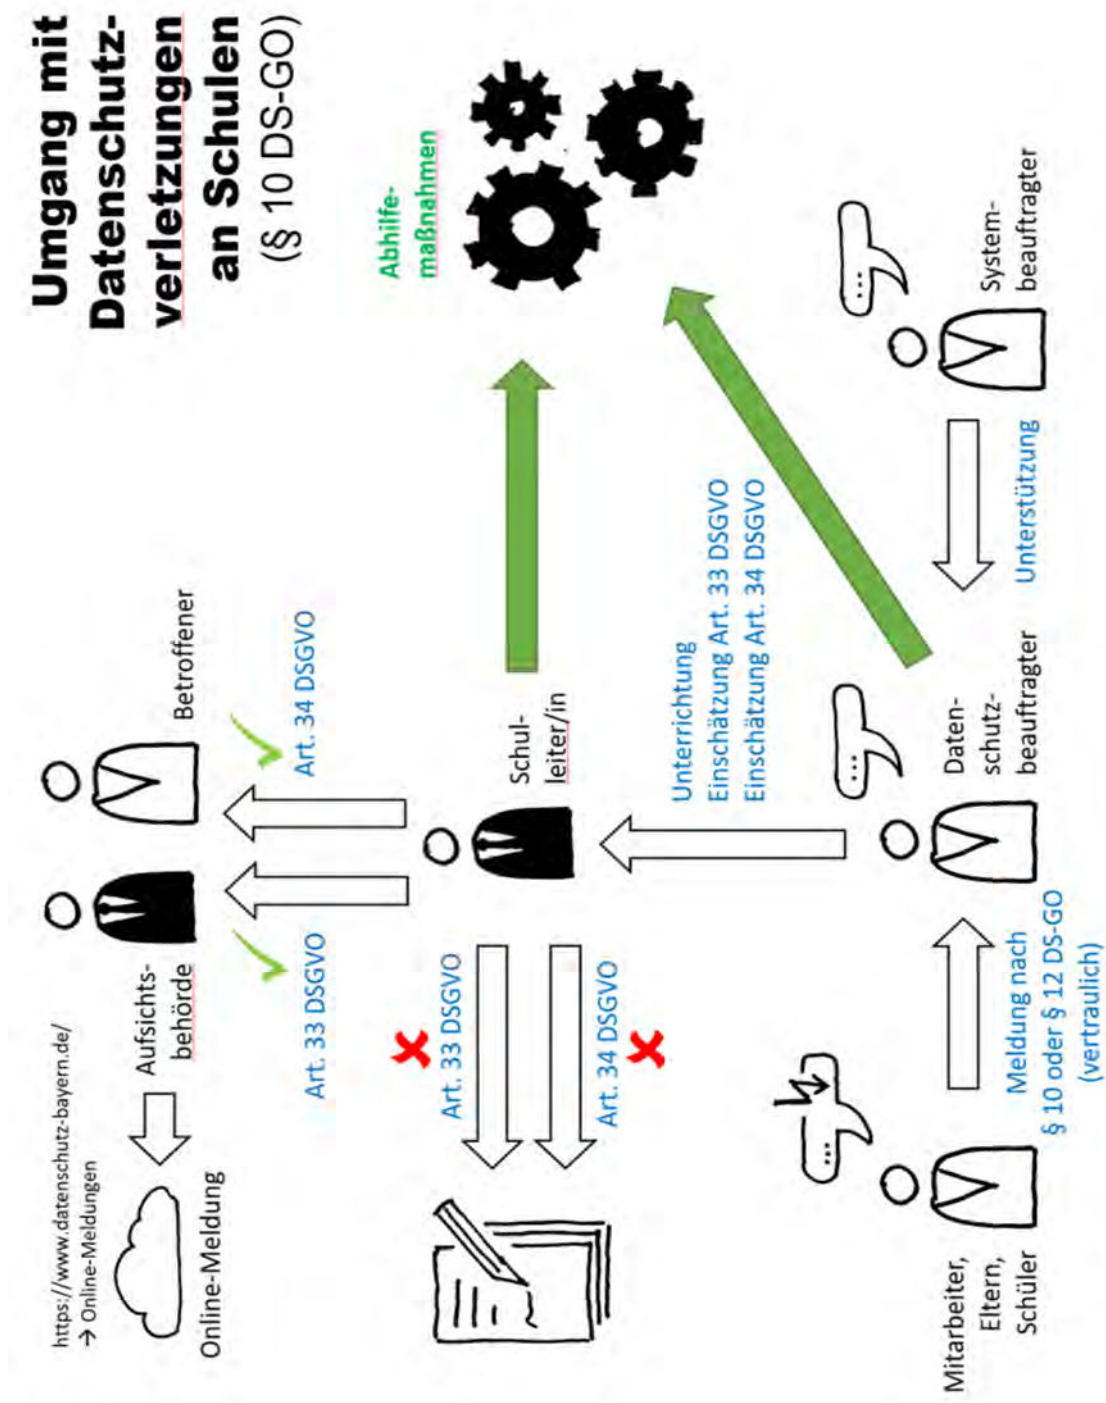 Umgang mit
Datenschutz-
verletzungen
an Schulen
(§ 10 DS-GO)
https://www.datenschutz-bayern.de/
→ Online-Meldungen
Online-Meldung
Aufsichts-
behörde
Betroffener
Art. 33 DSGVO
Art. 34 DSGVO
Abhilfe-
maßnahmen
Art. 33 DSGVO
Art. 34 DSGVO
Schul-
leiter/in
Unterrichtung
Einschätzung Art. 33 DSGVO
Einschätzung Art. 34 DSGVO
...
...
...
Mitarbeiter,
Eltern,
Schüler
Meldung nach
§ 10 oder § 12 DS-GO
(vertraulich)
Daten-
schutz-
beauftragter
Unterstützung
System-
beauftragter